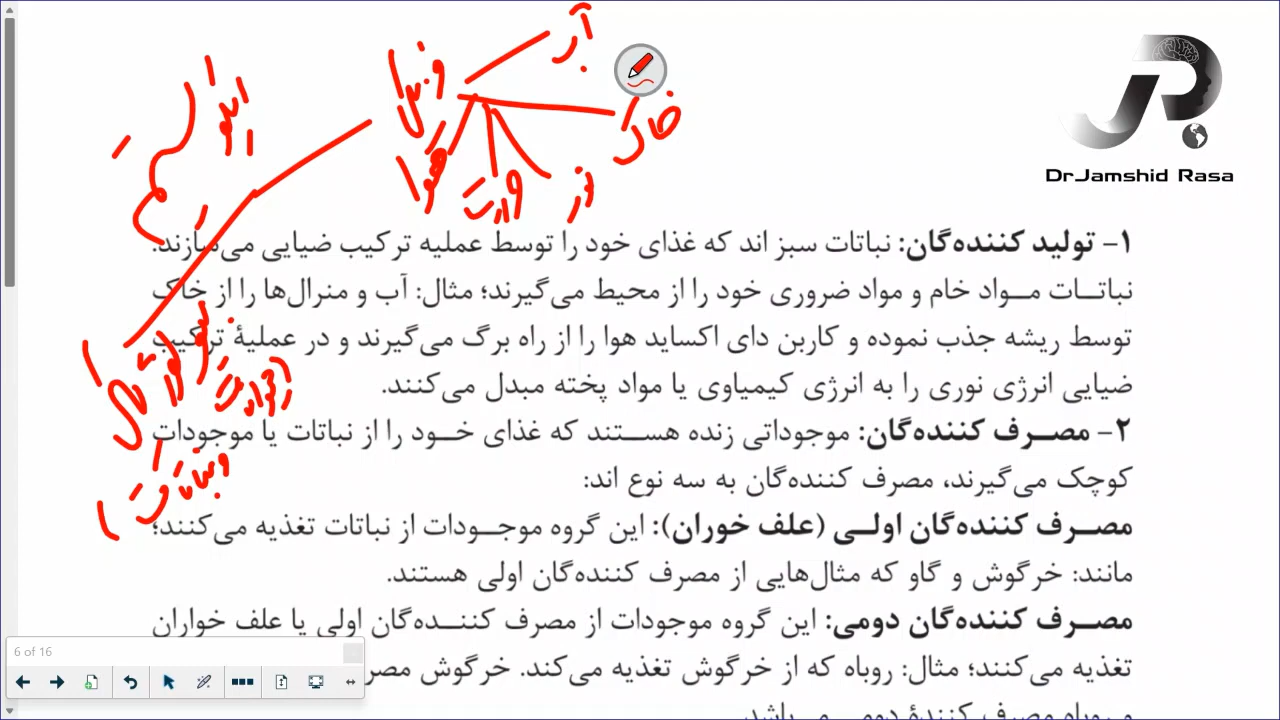 آب
خاک
هوا
حرارت
نور
DrJamshid Rasa
۱- تولید کننده‌گان: نباتات سبز اند که غذای خود را توسط عملیه ترکیب ضیایی می‌سازند.
نباتات مواد خام و مواد ضروری خود را از محیط می‌گیرند؛ مثال: آب و منرال‌ها را از خاک
توسط ریشه جذب نموده و کاربن دای اکساید هوا را از راه برگ می‌گیرند و در عملیهٔ ترکیب
ضیایی انرژی نوری را به انرژی کیمیاوی یا مواد پخته مبدل می‌کنند.
۲- مصرف کننده‌گان: موجوداتی زنده هستند که غذای خود را از نباتات یا موجودات
کوچک می‌گیرند، مصرف کننده‌گان به سه نوع اند:
مصرف کننده‌گان اولی (علف خوران): این گروه موجودات از نباتات تغذیه می‌کنند؛
مانند: خرگوش و گاو که مثال‌هایی از مصرف کننده‌گان اولی هستند.
مصرف کننده‌گان دومی: این گروه موجودات از مصرف کننده‌گان اولی یا علف خواران
تغذیه می‌کنند؛ مثال: روباه که از خرگوش تغذیه می‌کند. خرگوش مصر
6 of 16